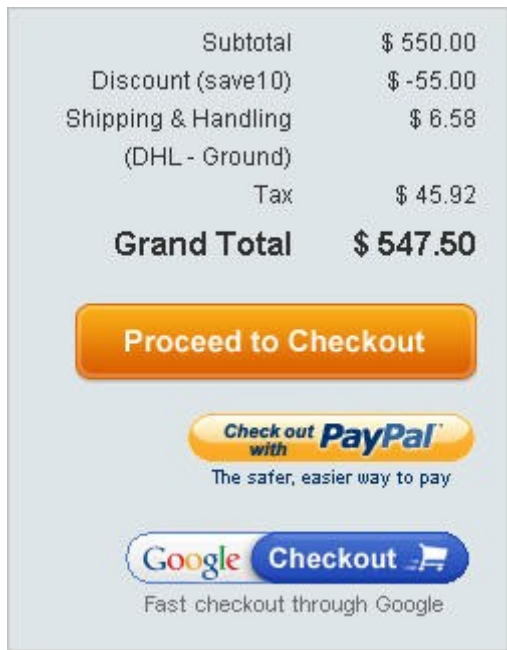 Subtotal $ 550.00
Discount (save10) $ -55.00
Shipping & Handling $ 6.58
(DHL - Ground)
Tax $ 45.92
Grand Total $ 547.50
Proceed to Checkout
Check out with PayPal
The safer, easier way to pay
Google Checkout
Fast checkout through Google